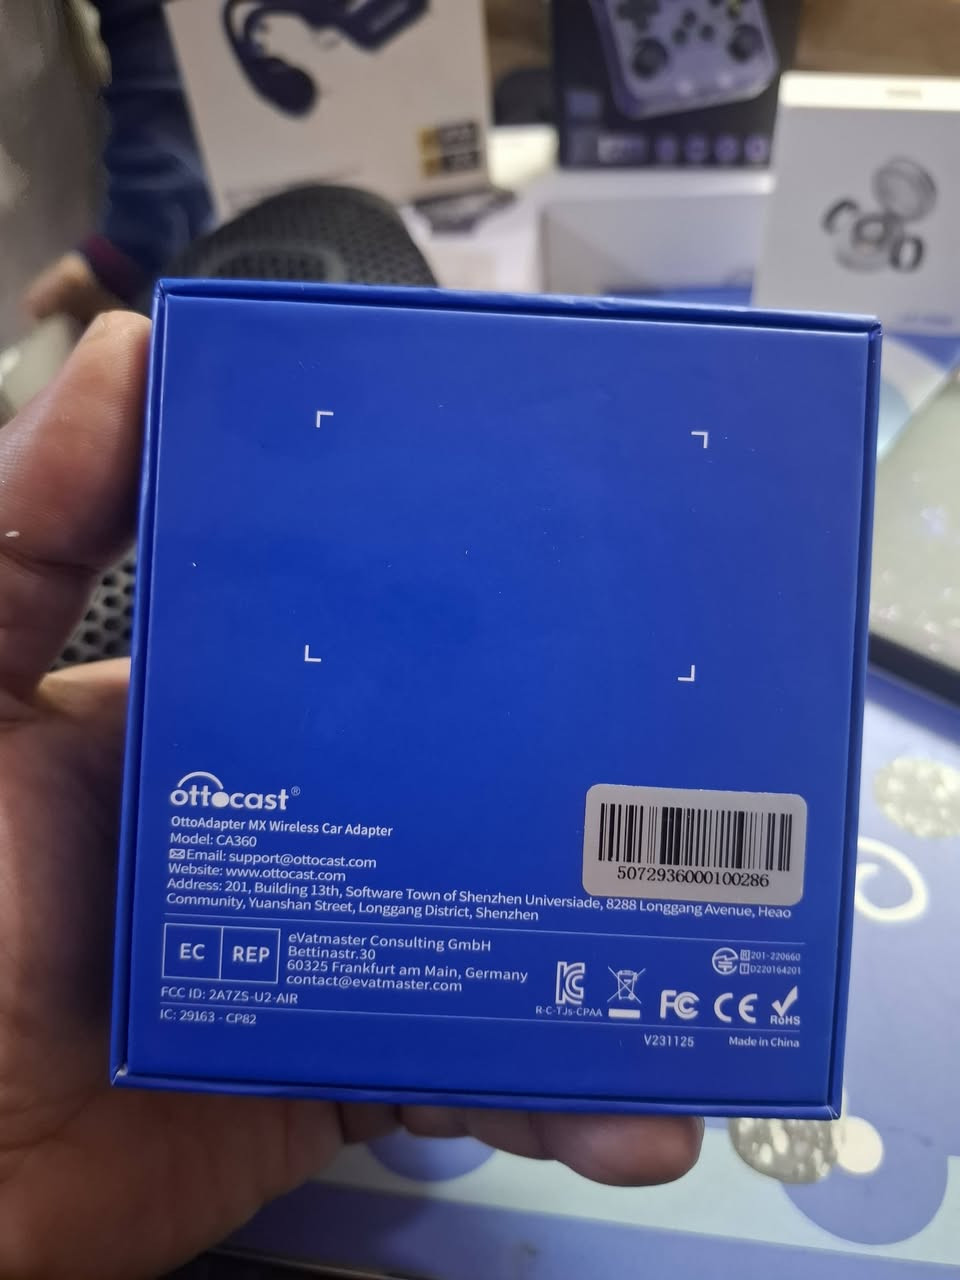 ottocast®
OttoAdapter MX Wireless Car Adapter
Model: CA360
Email: support@ottocast.com
Website: www.ottocast.com
Address: 201, Building 13th, Software Town of Shenzhen Universiade, 8288 Longgang Avenue, Heao
Community, Yuanshan Street, Longgang District, Shenzhen
5072936000100286
EC REP
eVatmaster Consulting GmbH
Bettinastr.30
60325 Frankfurt am Main, Germany
contact@evatmaster.com
FCC ID: 2A7ZS-U2-AIR
IC: 29163 - CP82
R-C-TJs-CPAA
FC CE
RoHS
R 201-220660
T D220164201
V231125
Made in China